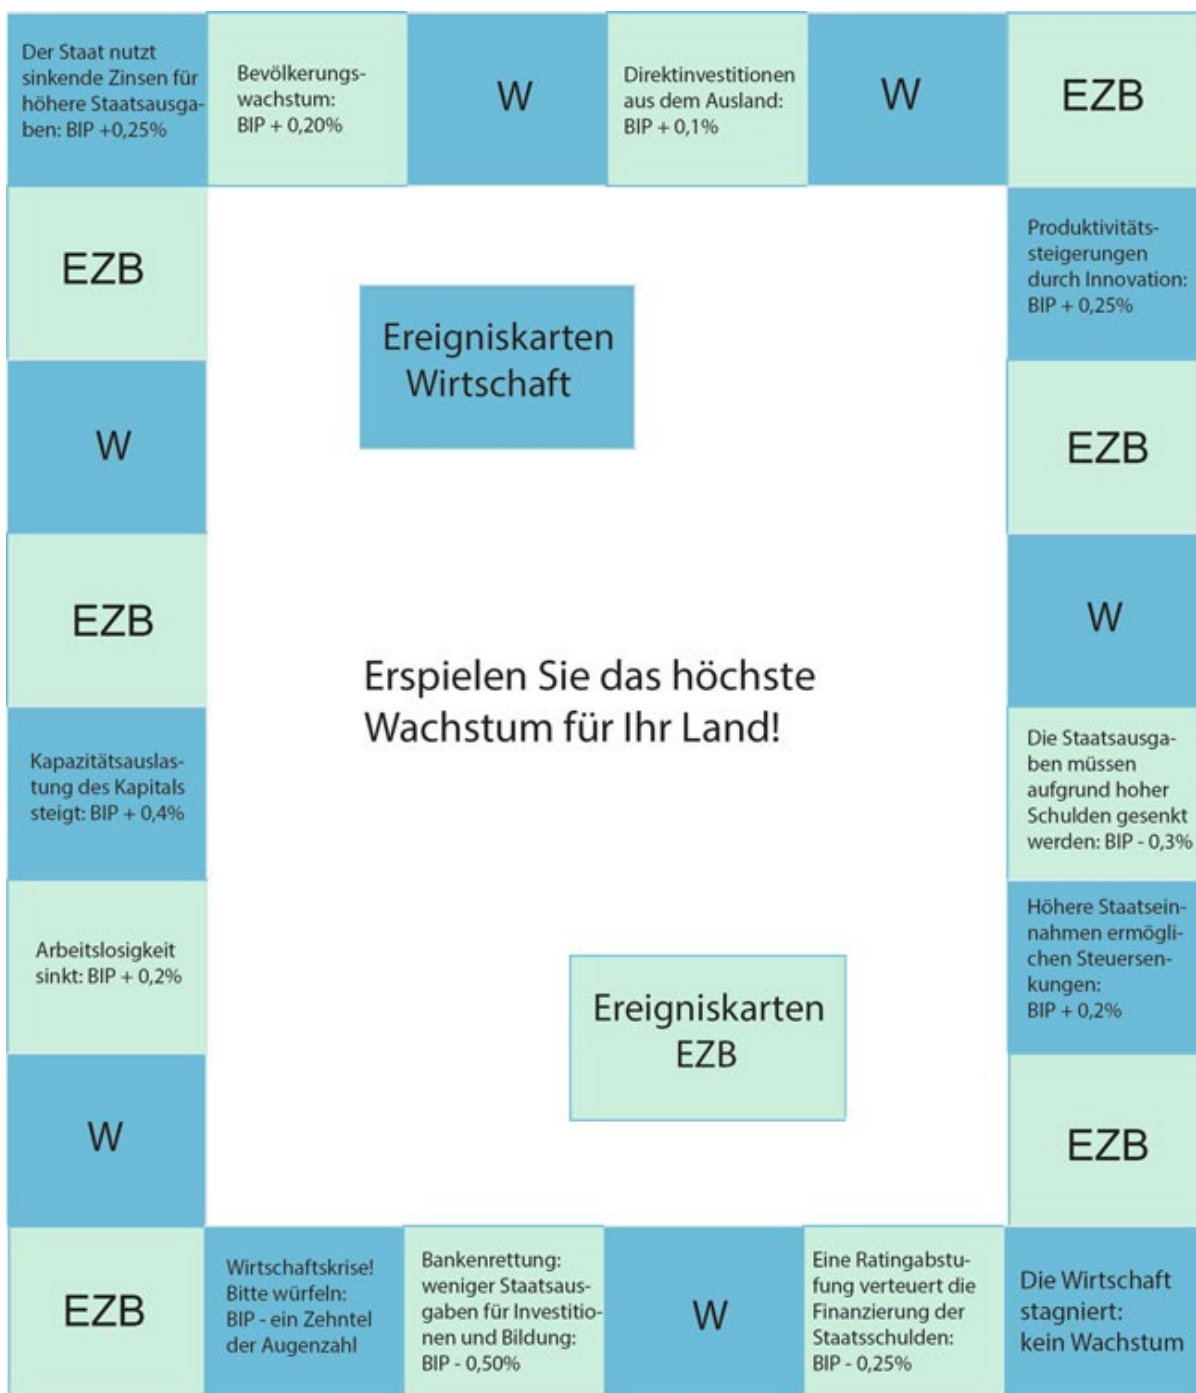 Der Staat nutzt
sinkende Zinsen für
höhere Staatsausga-
ben: BIP +0,25%
Bevölkerungs-
wachstum:
BIP + 0,20%
W
Direktinvestitionen
aus dem Ausland:
BIP + 0,1%
W
EZB
EZB
Produktivitäts-
steigerungen
durch Innovation:
BIP + 0,25%
Ereigniskarten
Wirtschaft
W
EZB
EZB
W
Erspielen Sie das höchste
Wachstum für Ihr Land!
Kapazitätsauslas-
tung des Kapitals
steigt: BIP + 0,4%
Die Staatsausga-
ben müssen
aufgrund hoher
Schulden gesenkt
werden: BIP - 0,3%
Arbeitslosigkeit
sinkt: BIP + 0,2%
Höhere Staatsein-
nahmen ermögli-
chen Steuersen-
kungen:
BIP + 0,2%
Ereigniskarten
EZB
W
EZB
EZB
Wirtschaftskrise!
Bitte würfeln:
BIP - ein Zehntel
der Augenzahl
Bankenrettung:
weniger Staatsaus-
gaben für Investitio-
nen und Bildung:
BIP - 0,50%
W
Eine Ratingabstu-
fung verteuert die
Finanzierung der
Staatsschulden:
BIP - 0,25%
Die Wirtschaft
stagniert:
kein Wachstum